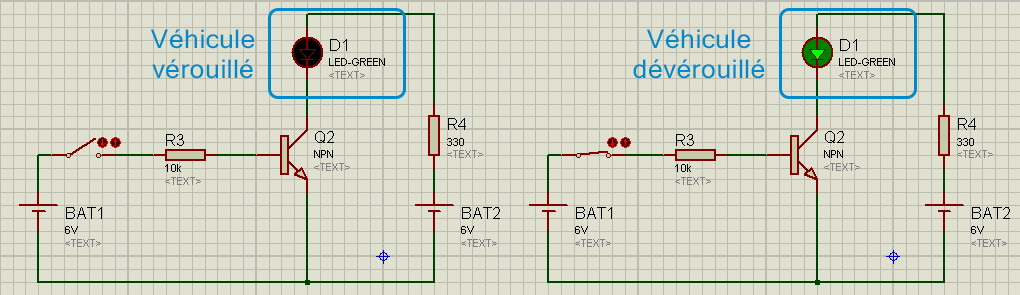 Véhicule
vérouillé
D1
LED-GREEN
<TEXT>
R3
10k
<TEXT>
Q2
NPN
<TEXT>
R4
330
<TEXT>
BAT1
6V
<TEXT>
BAT2
6V
<TEXT>
Véhicule
dévérouillé
D1
LED-GREEN
<TEXT>
R3
10k
<TEXT>
Q2
NPN
<TEXT>
R4
330
<TEXT>
BAT1
6V
<TEXT>
BAT2
6V
<TEXT>